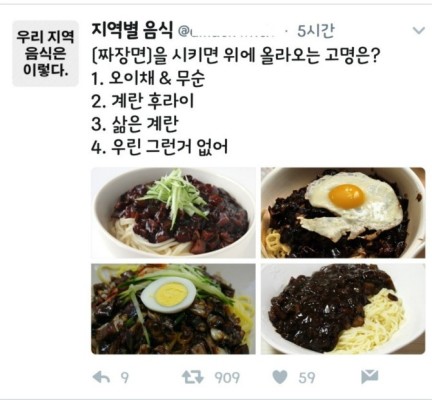 우리 지역
음식은
이렇다.
지역별 음식 · 5시간
[짜장면]을 시키면 위에 올라오는 고명은?
1. 오이채 & 무순
2. 계란 후라이
3. 삶은 계란
4. 우린 그런거 없어
9 909 59